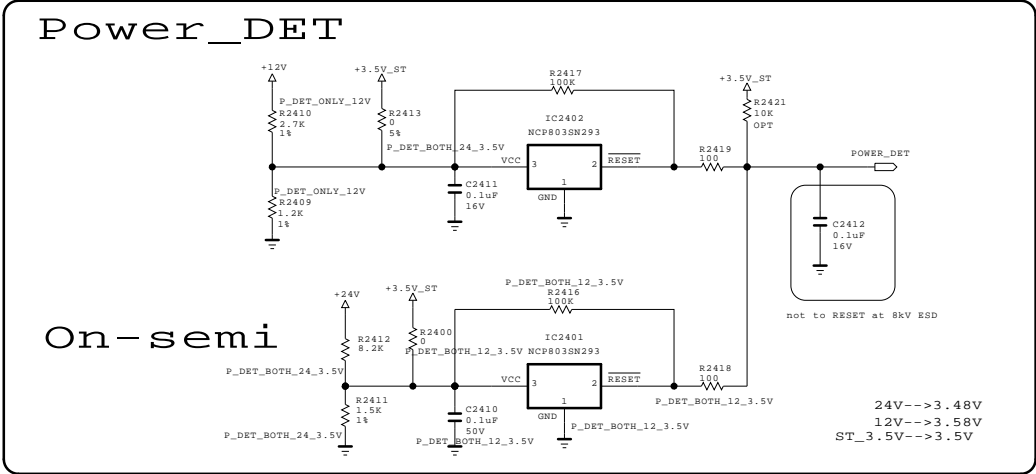 Power_DET
+12V
+3.5V_ST
R2417
100K
+3.5V_ST
P_DET_ONLY_12V
R2410
2.7K
1%
R2413
0
5%
R2421
10K
OPT
IC2402
NCP803SN293
P_DET_BOTH_24_3.5V
VCC
3
2
RESET
R2419
100
POWER_DET
1
GND
P_DET_ONLY_12V
R2409
1.2K
1%
C2411
0.1uF
16V
C2412
0.1uF
16V
not to RESET at 8kV ESD
On-semi
+24V
+3.5V_ST
P_DET_BOTH_12_3.5V
R2416
100K
R2412
8.2K
R2400
0
P_DET_BOTH_12_3.5V
IC2401
NCP803SN293
P_DET_BOTH_24_3.5V
VCC
3
2
RESET
R2418
100
P_DET_BOTH_12_3.5V
1
GND
R2411
1.5K
1%
C2410
0.1uF
50V
P_DET_BOTH_24_3.5V
P_DET_BOTH_12_3.5V
P_DET_BOTH_12_3.5V
24V-->3.48V
12V-->3.58V
ST_3.5V-->3.5V